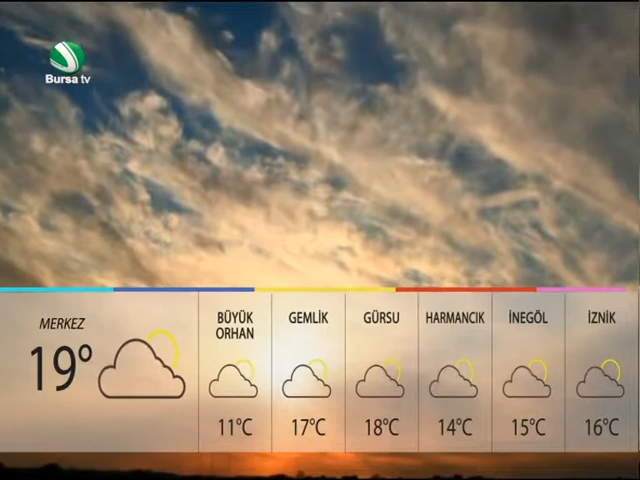 Bursa tv
MERKEZ
19°
BÜYÜK
ORHAN
11°C
GEMLİK
17°C
GÜRSU
18°C
HARMANCIK
14°C
İNEGÖL
15°C
İZNİK
16°C